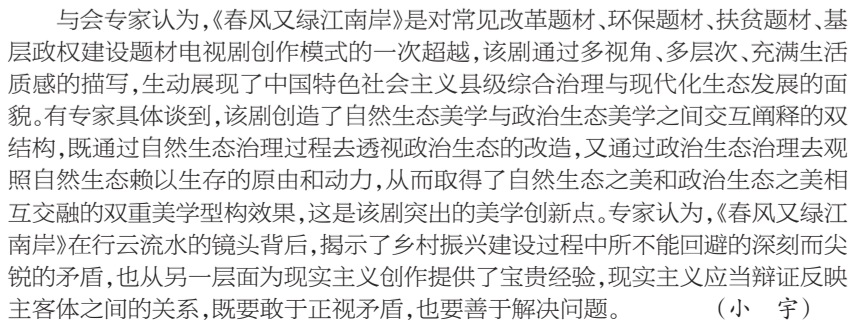 与会专家认为,《春风又绿江南岸》是对常见改革题材、环保题材、扶贫题材、基
层政权建设题材电视剧创作模式的一次超越,该剧通过多视角、多层次、充满生活
质感的描写,生动展现了中国特色社会主义县级综合治理与现代化生态发展的面
貌。有专家具体谈到,该剧创造了自然生态美学与政治生态美学之间交互阐释的双
结构,既通过自然生态治理过程去透视政治生态的改造,又通过政治生态治理去观
照自然生态赖以生存的原由和动力,从而取得了自然生态之美和政治生态之美相
互交融的双重美学型构效果,这是该剧突出的美学创新点。专家认为,《春风又绿江
南岸》在行云流水的镜头背后,揭示了乡村振兴建设过程中所不能回避的深刻而尖
锐的矛盾,也从另一层面为现实主义创作提供了宝贵经验,现实主义应当辩证反映
主客体之间的关系,既要敢于正视矛盾,也要善于解决问题。 (小 宇)